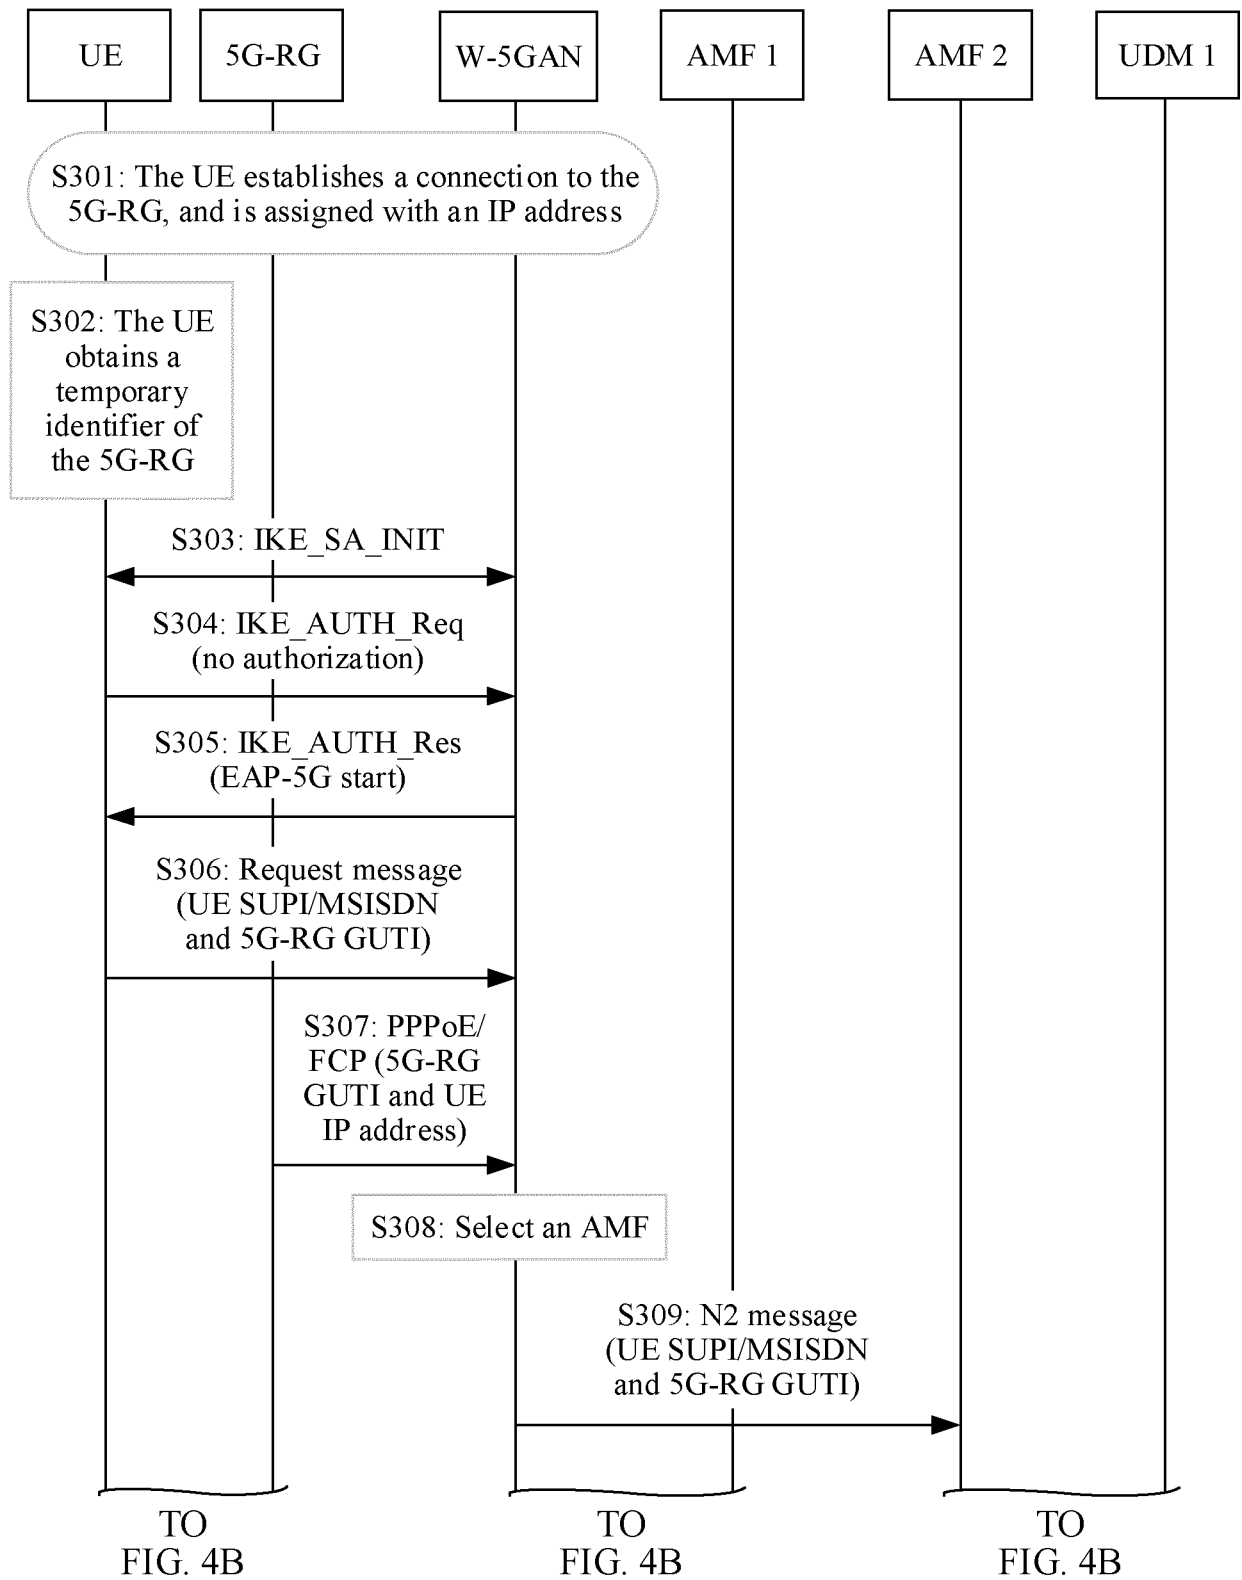 UE
5G-RG
W-5GAN
AMF 1
AMF 2
UDM 1
S301: The UE establishes a connection to the
5G-RG, and is assigned with an IP address
S302: The UE
obtains a
temporary
identifier of
the 5G-RG
S303: IKE_SA_INIT
S304: IKE_AUTH_Req
(no authorization)
S305: IKE_AUTH_Res
(EAP-5G start)
S306: Request message
(UE SUPI/MSISDN
and 5G-RG GUTI)
S307: PPPoE/
FCP (5G-RG
GUTI and UE
IP address)
S308: Select an AMF
S309: N2 message
(UE SUPI/MSISDN
and 5G-RG GUTI)
TO
FIG. 4B
TO
FIG. 4B
TO
FIG. 4B